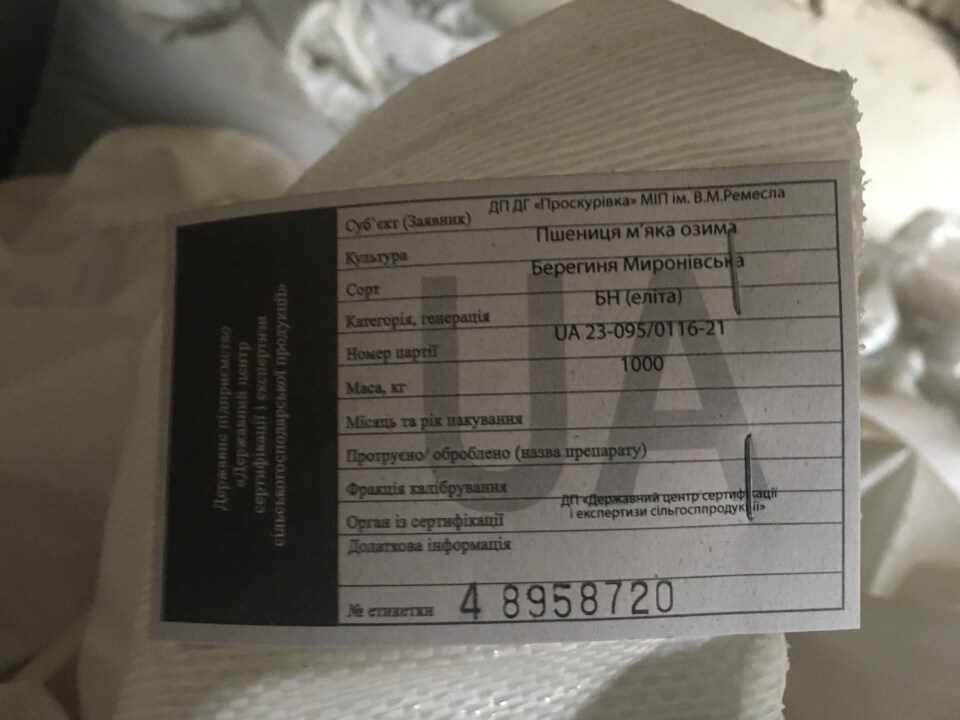 Державне підприємство
«Державний центр
сертифікації і експертизи
сільськогосподарської продукції»
UA
Суб`єкт (Заявник) ДП ДГ «Проскурівка» МІП ім. В.М.Ремесла
Культура Пшениця м'яка озима
Сорт Берегиня Миронівська
Категорія, генерація БН (еліта)
Номер партії UA 23-095/0116-21
Маса, кг 1000
Місяць та рік пакування
Протруєно/ оброблено (назва препарату)
Фракція калібрування
Орган із сертифікації ДП «Державний центр сертифікації
і експертизи сільгосппродукції»
Додаткова інформація
№ етикетки 4 8958720